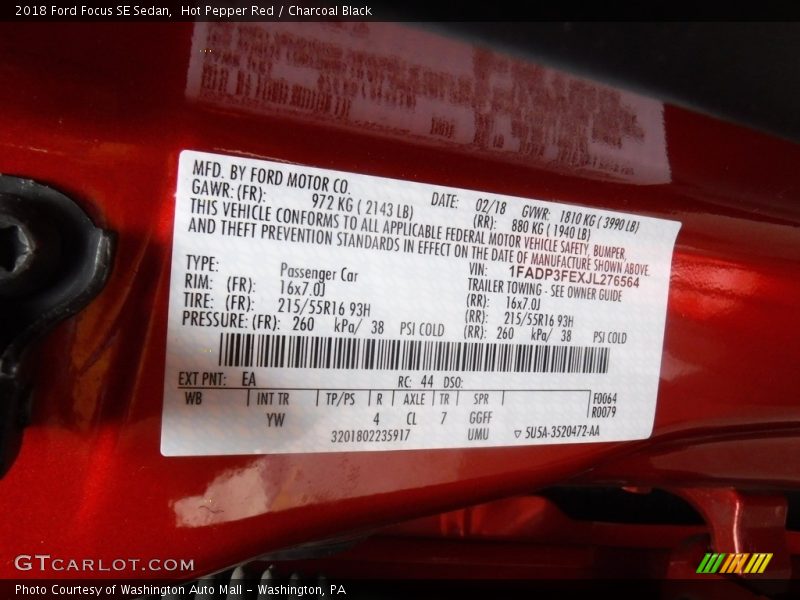 2018 Ford Focus SE Sedan,  Hot Pepper Red / Charcoal Black
MFD. BY FORD MOTOR CO.
DATE: 02/18 GVWR: 1810 KG ( 3990 LB)
GAWR: (FR): 972 KG ( 2143 LB) (RR): 880 KG ( 1940 LB)
THIS VEHICLE CONFORMS TO ALL APPLICABLE FEDERAL MOTOR VEHICLE SAFETY, BUMPER,
AND THEFT PREVENTION STANDARDS IN EFFECT ON THE DATE OF MANUFACTURE SHOWN ABOVE.
VIN: 1FADP3FEXJL276564
TYPE: Passenger Car TRAILER TOWING - SEE OWNER GUIDE
RIM: (FR): 16x7.0J (RR): 16x7.0J
TIRE: (FR): 215/55R16 93H (RR): 215/55R16 93H
PRESSURE: (FR): 260 kPa/ 38 PSI COLD (RR): 260 kPa/ 38 PSI COLD
EXT PNT: EA RC: 44 DSO:
WB INT TR TP/PS R AXLE TR SPR F0064
R0079
YW 4 CL 7 GGFF
3201802235917 UMU ▽ 5U5A-3520472-AA
GTCARLOT.COM
Photo Courtesy of Washington Auto Mall – Washington, PA